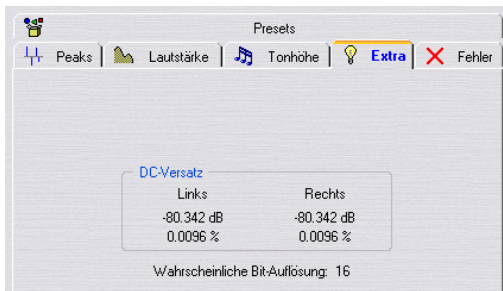 Presets
Peaks Lautstärke Tonhöhe Extra Fehler
DC-Versatz
Links Rechts
-80.342 dB -80.342 dB
0.0096 % 0.0096 %
Wahrscheinliche Bit-Auflösung: 16